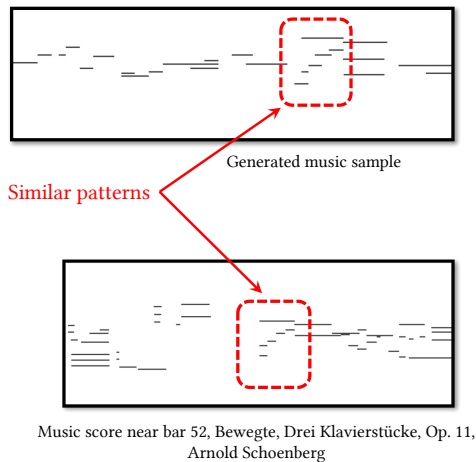 Generated music sample
Similar patterns
Music score near bar 52, Bewegte, Drei Klavierstücke, Op. 11,
Arnold Schoenberg